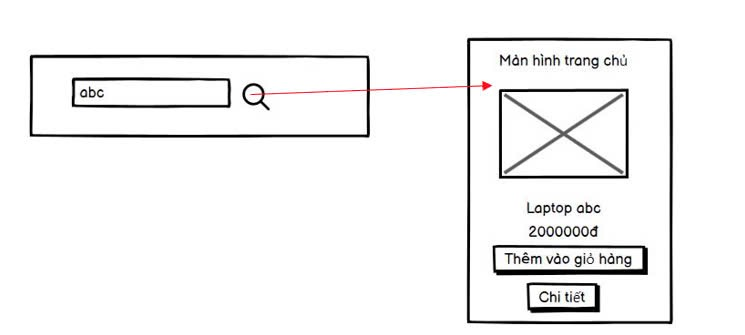 abc
Màn hình trang chủ
Laptop abc
2000000đ
Thêm vào giỏ hàng
Chi tiết